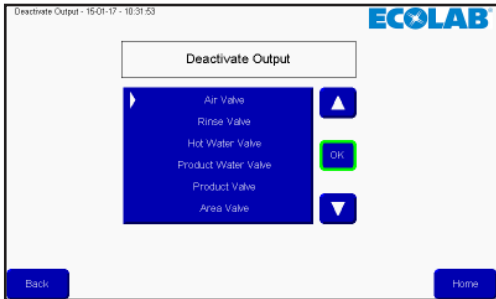 Deactivate Output - 15-01-17 - 10:31:53
ECOLAB
Deactivate Output
Air Valve
Rinse Valve
Hot Water Valve
OK
Product Water Valve
Product Valve
Area Valve
Back
Home